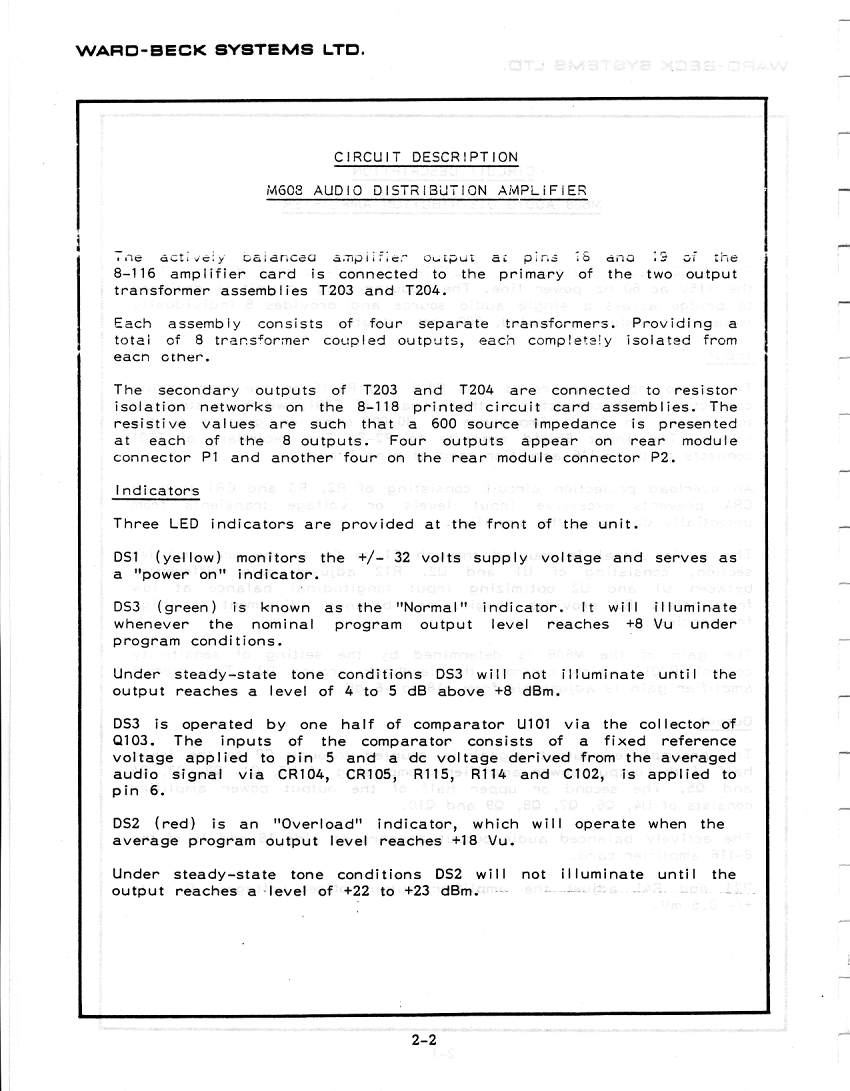 WARD-BECK SYSTEMS LTD.
CIRCUIT DESCRIPTION
M608 AUDIO DISTRIBUTION AMPLIFIER
The actively balanced amplifier output at pins 16 and 19 of the
8-116 amplifier card is connected to the primary of the two output
transformer assemblies T203 and T204.
Each assembly consists of four separate transformers. Providing a
total of 8 transformer coupled outputs, each completely isolated from
each other.
The secondary outputs of T203 and T204 are connected to resistor
isolation networks on the 8-118 printed circuit card assemblies. The
resistive values are such that a 600 source impedance is presented
at each of the 8 outputs. Four outputs appear on rear module
connector P1 and another four on the rear module connector P2.
Indicators
Three LED indicators are provided at the front of the unit.
DS1 (yellow) monitors the +/- 32 volts supply voltage and serves as
a "power on" indicator.
DS3 (green) is known as the "Normal" indicator. It will illuminate
whenever the nominal program output level reaches +8 Vu under
program conditions.
Under steady-state tone conditions DS3 will not illuminate until the
output reaches a level of 4 to 5 dB above +8 dBm.
DS3 is operated by one half of comparator U101 via the collector of
Q103. The inputs of the comparator consists of a fixed reference
voltage applied to pin 5 and a dc voltage derived from the averaged
audio signal via CR104, CR105, R115, R114 and C102, is applied to
pin 6.
DS2 (red) is an "Overload" indicator, which will operate when the
average program output level reaches +18 Vu.
Under steady-state tone conditions DS2 will not illuminate until the
output reaches a level of +22 to +23 dBm.
2-2